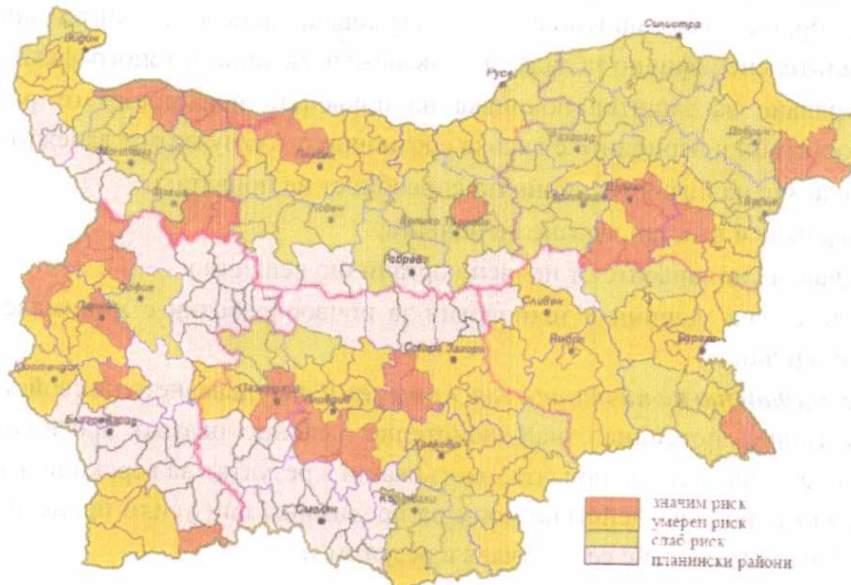 Видин
Силистра
Русе
Добрич
Разград
Монтана
Плевен
Шумен
Враца
Ловеч
Велико Търново
Варна
Габрово
София
Сливен
Перник
Стара Загора
Ямбол
Бургас
Кюстендил
Пазарджик
Пловдив
Благоевград
Хасково
Кърджали
Смолян
значим риск
умерен риск
слаб риск
планински райони